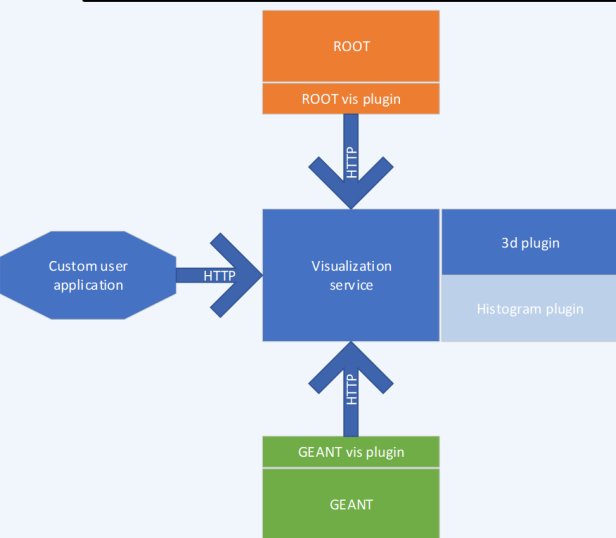 ROOT
ROOT vis plugin
HTTP
3d plugin
Custom user
application
HTTP
Visualization
service
Histogram plugin
HTTP
GEANT vis plugin
GEANT